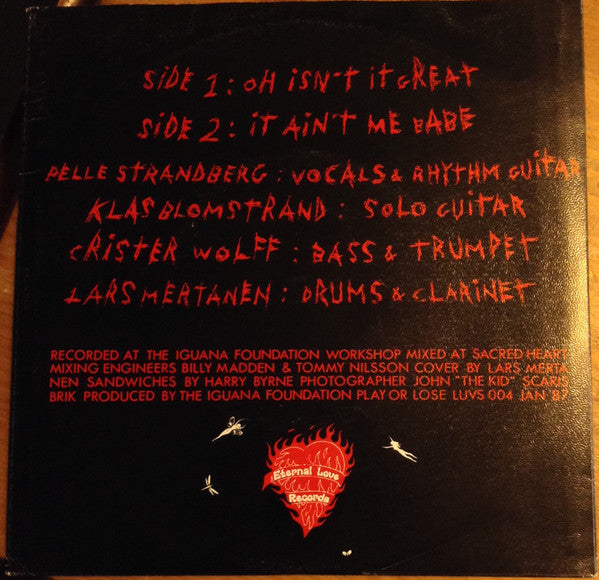 SiDE 1: OH iSN'T iT GREAT
SiDE 2: iT AiN'T ME BABE
PELLE STRANDBERG: VOCALS & RHYTHM GUITAR
KLAS BLOMSTRAND: SOLO GUITAR
CRISTER WOLFF: BASS & TRUMPET
LARS MERTANEN: DRUMS & CLARINET
RECORDED AT THE IGUANA FOUNDATION WORKSHOP MIXED AT SACRED HEART
MIXING ENGINEERS BILLY MADDEN & TOMMY NILSSON COVER BY LARS MERTA
NEN SANDWICHES BY HARRY BYRNE PHOTOGRAPHER JOHN "THE KID" SCARIS
BRIK PRODUCED BY THE IGUANA FOUNDATION PLAY OR LOSE LUVS 004 JAN '87
Eternal Love
Records